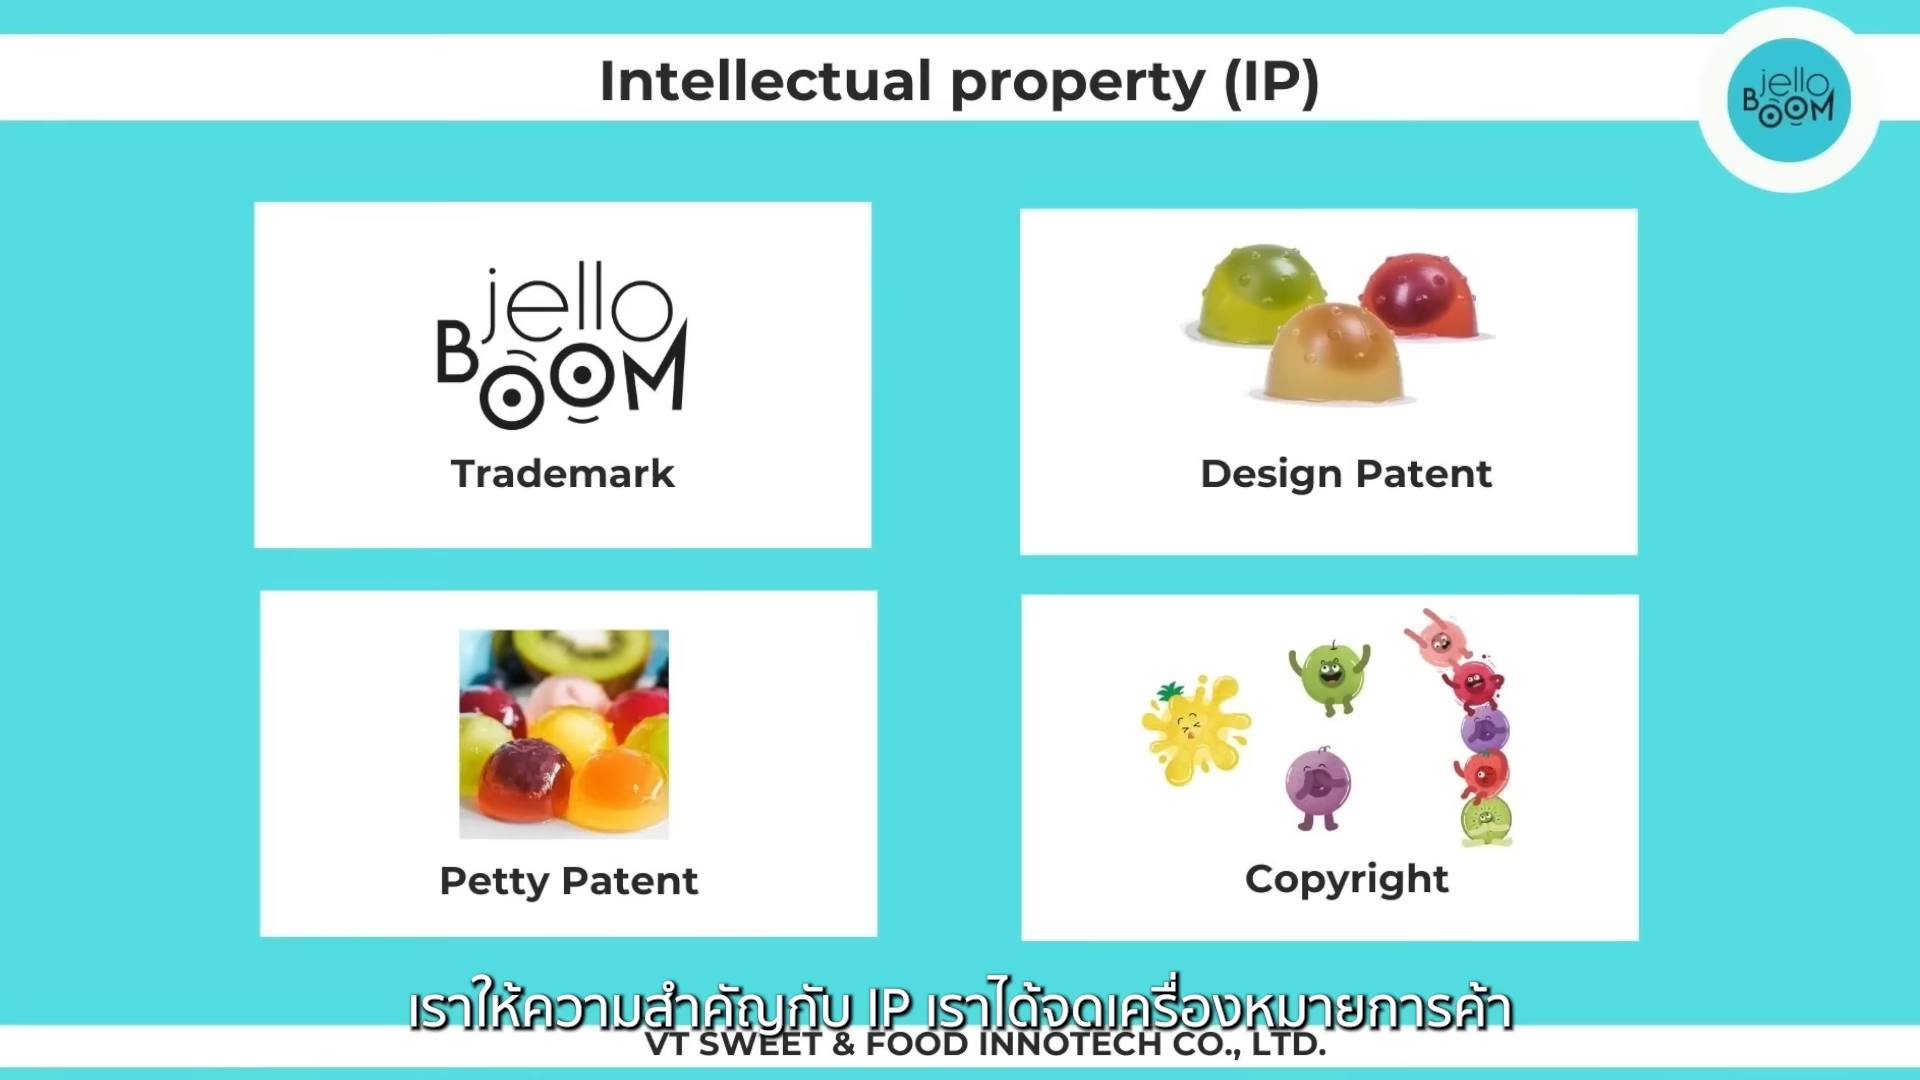 Intellectual property (IP)
jello
BOOM
jello
BOOM
Trademark
Design Patent
Petty Patent
Copyright
เราให้ความสำคัญกับ IP เราได้จดเครื่องหมายการค้า
VT SWEET & FOOD INNOTECH CO., LTD.